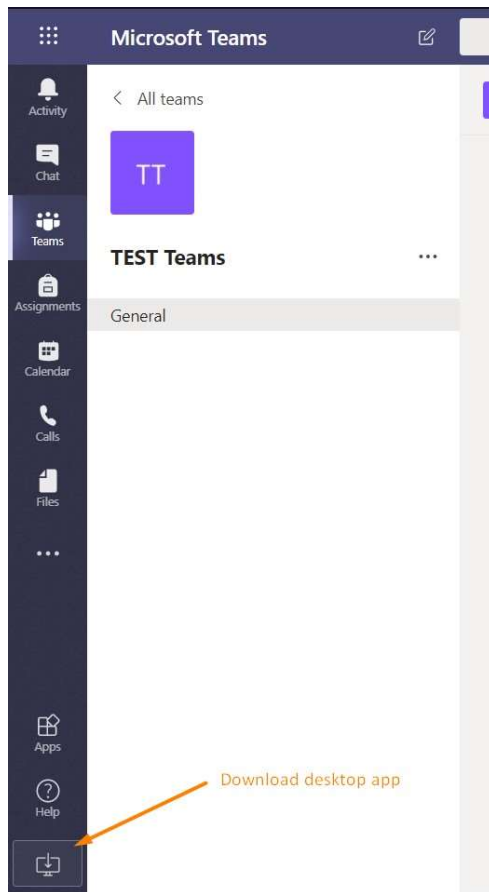 Microsoft Teams
Activity
Chat
Teams
Assignments
Calendar
Calls
Files
Apps
Help
All teams
TT
TEST Teams
General
Download desktop app